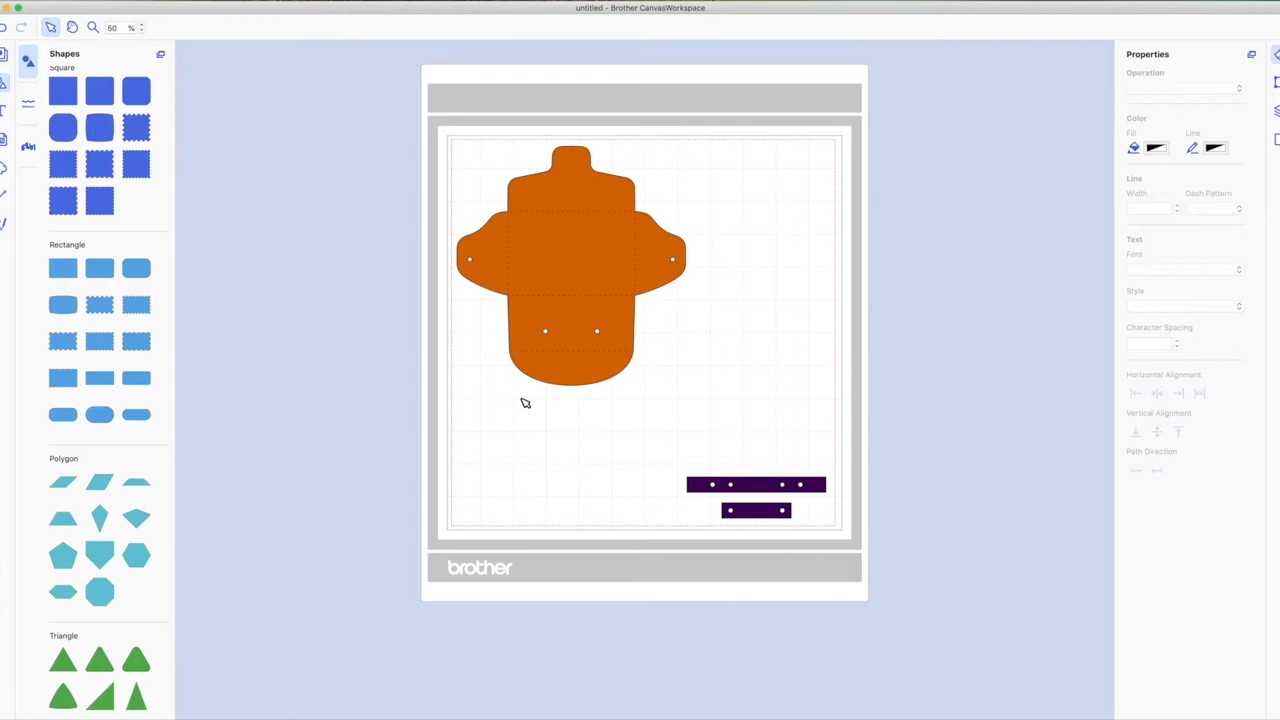 untitled - Brother CanvasWorkspace
50 %
Shapes
Square
Rectangle
Polygon
Triangle
brother
Properties
Operation
Color
Fill Line
Line
Width Dash Pattern
Text
Font
Style
Character Spacing
Horizontal Alignment
Vertical Alignment
Path Direction